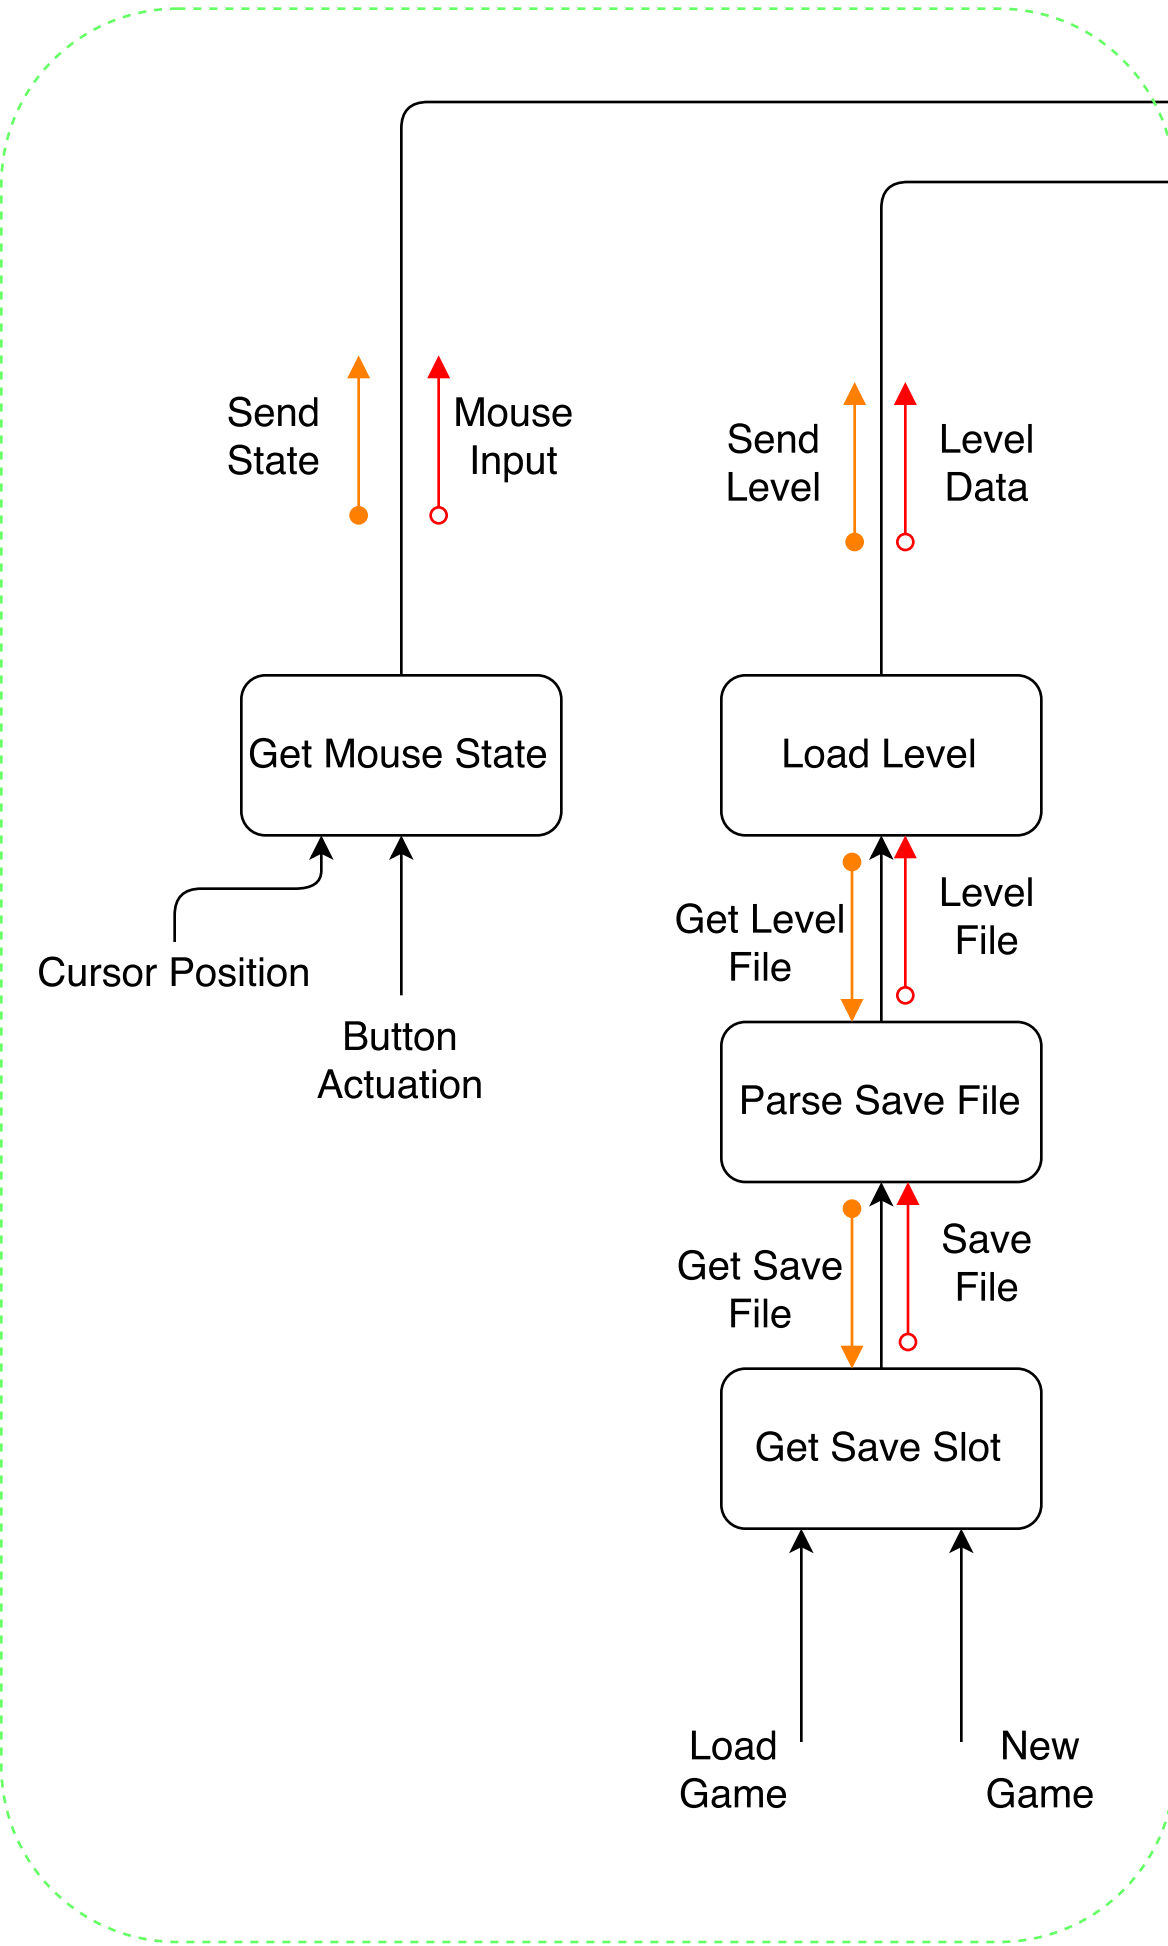 Send
State
Mouse
Input
Send
Level
Level
Data
Get Mouse State
Load Level
Cursor Position
Button
Actuation
Get Level
File
Level
File
Parse Save File
Get Save
File
Save
File
Get Save Slot
Load
Game
New
Game